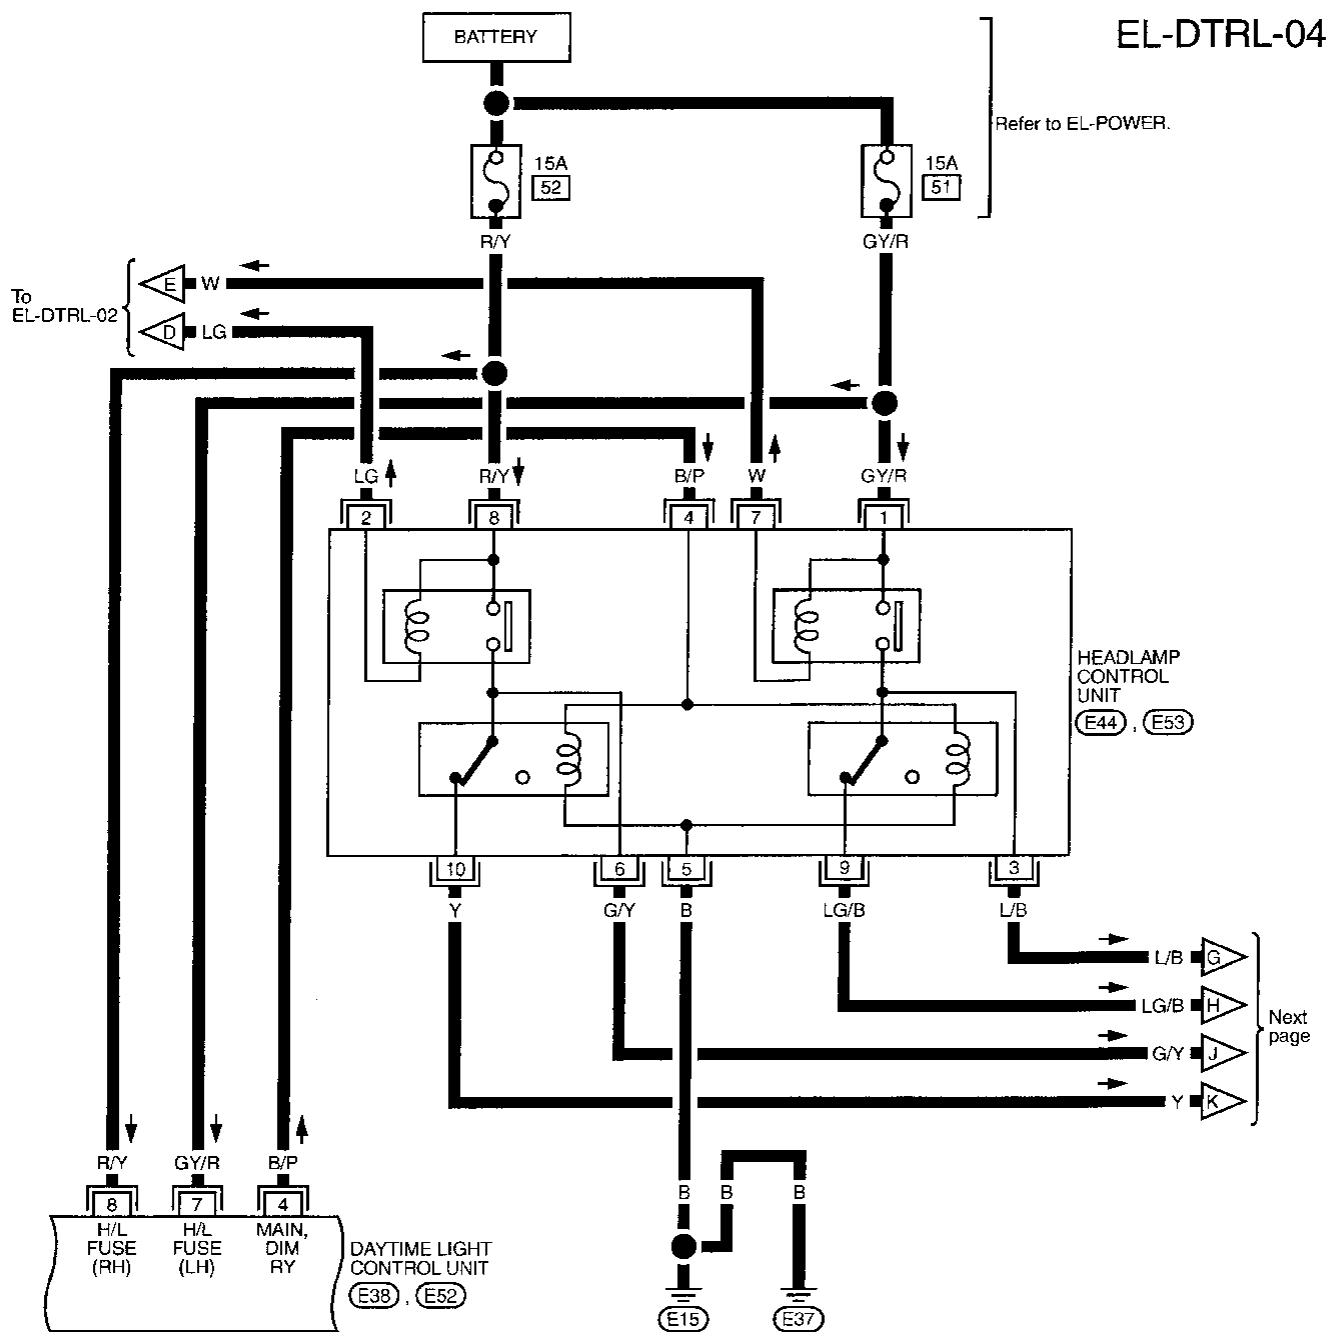 EL-DTRL-04
BATTERY
Refer to EL-POWER.
15A
52
15A
51
R/Y
GY/R
To
EL-DTRL-02
E W
D LG
LG
R/Y
B/P
W
GY/R
2
8
4
7
1
HEADLAMP
CONTROL
UNIT
E44 , E53
10
6
5
9
3
Y
G/Y
B
LG/B
L/B
L/B G
LG/B H
G/Y J
Y K
Next
page
R/Y
GY/R
B/P
B
B
B
8
7
4
H/L
FUSE
(RH)
H/L
FUSE
(LH)
MAIN,
DIM
RY
DAYTIME LIGHT
CONTROL UNIT
E38 , E52
E15
E37